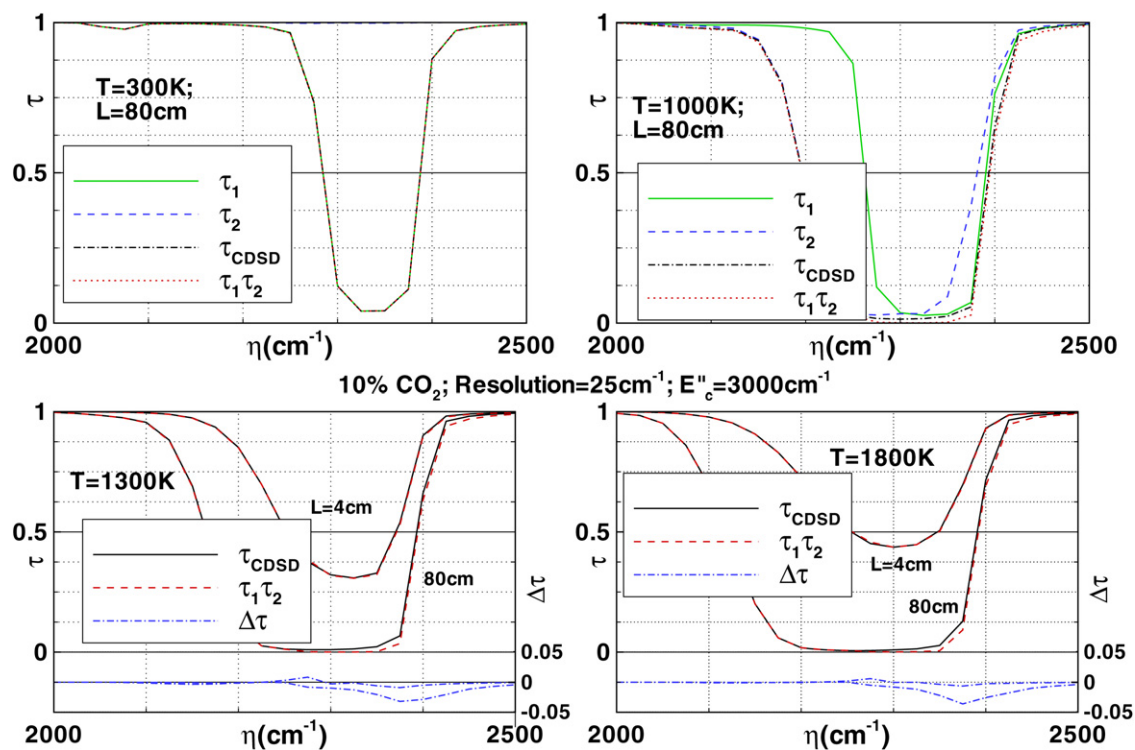 1
T=300K;
L=80cm
τ
0.5
τ1
τ2
τCDSD
τ1τ2
0
2000
η(cm-1)
2500
1
T=1000K;
L=80cm
τ
0.5
τ1
τ2
τCDSD
τ1τ2
0
2000
η(cm-1)
2500
10% CO2; Resolution=25cm-1; E"c=3000cm-1
1
T=1300K
L=4cm
0.5
τ
τCDSD
τ1τ2
Δτ
80cm
Δτ
0
0.05
0
-0.05
2000
η(cm-1)
2500
1
T=1800K
τCDSD
0.5
τ
τ1τ2
L=4cm
Δτ
80cm
Δτ
0
0.05
0
-0.05
2000
η(cm-1)
2500